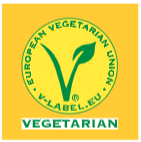 EUROPEAN VEGETARIAN UNION
· V-LABEL.EU ·
®
VEGETARIAN